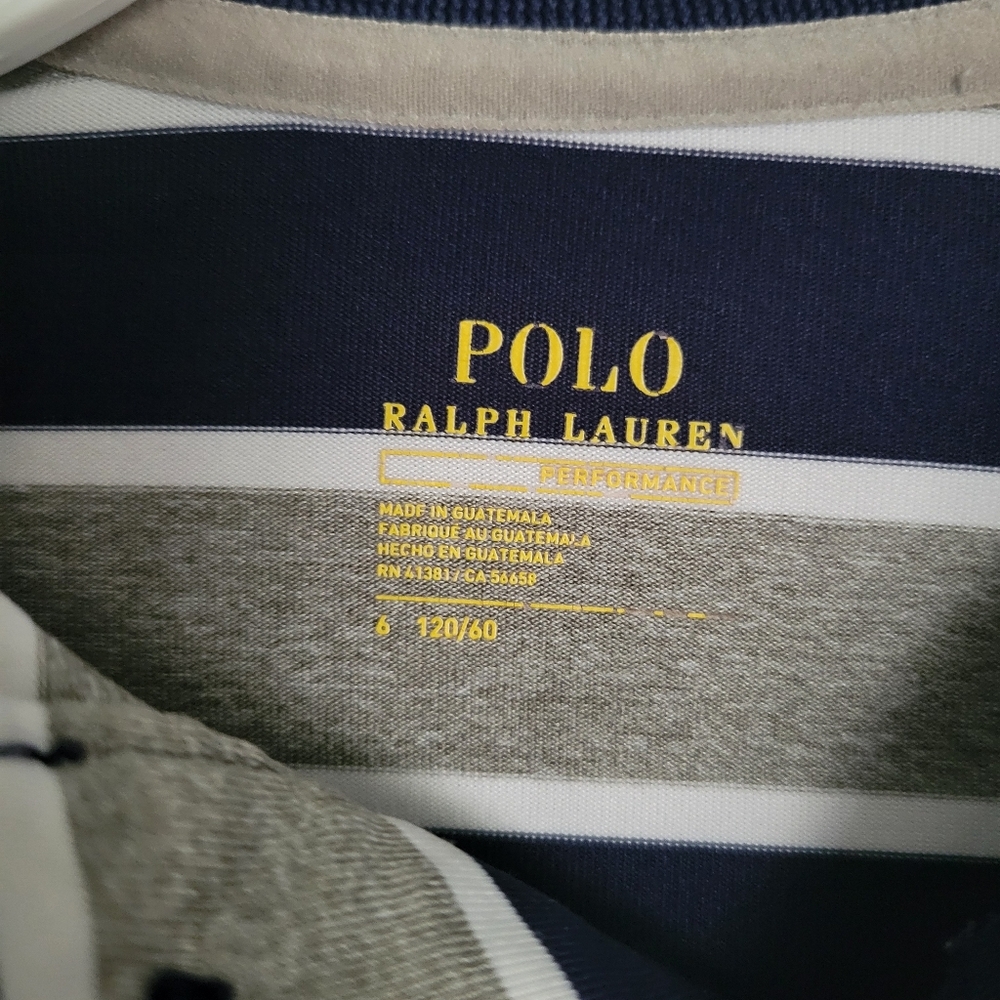 POLO
RALPH LAUREN
PERFORMANCE
MADE IN GUATEMALA
FABRIQUÉ AU GUATEMALA
HECHO EN GUATEMALA
RN 41381 / CA 56658
6 120/60